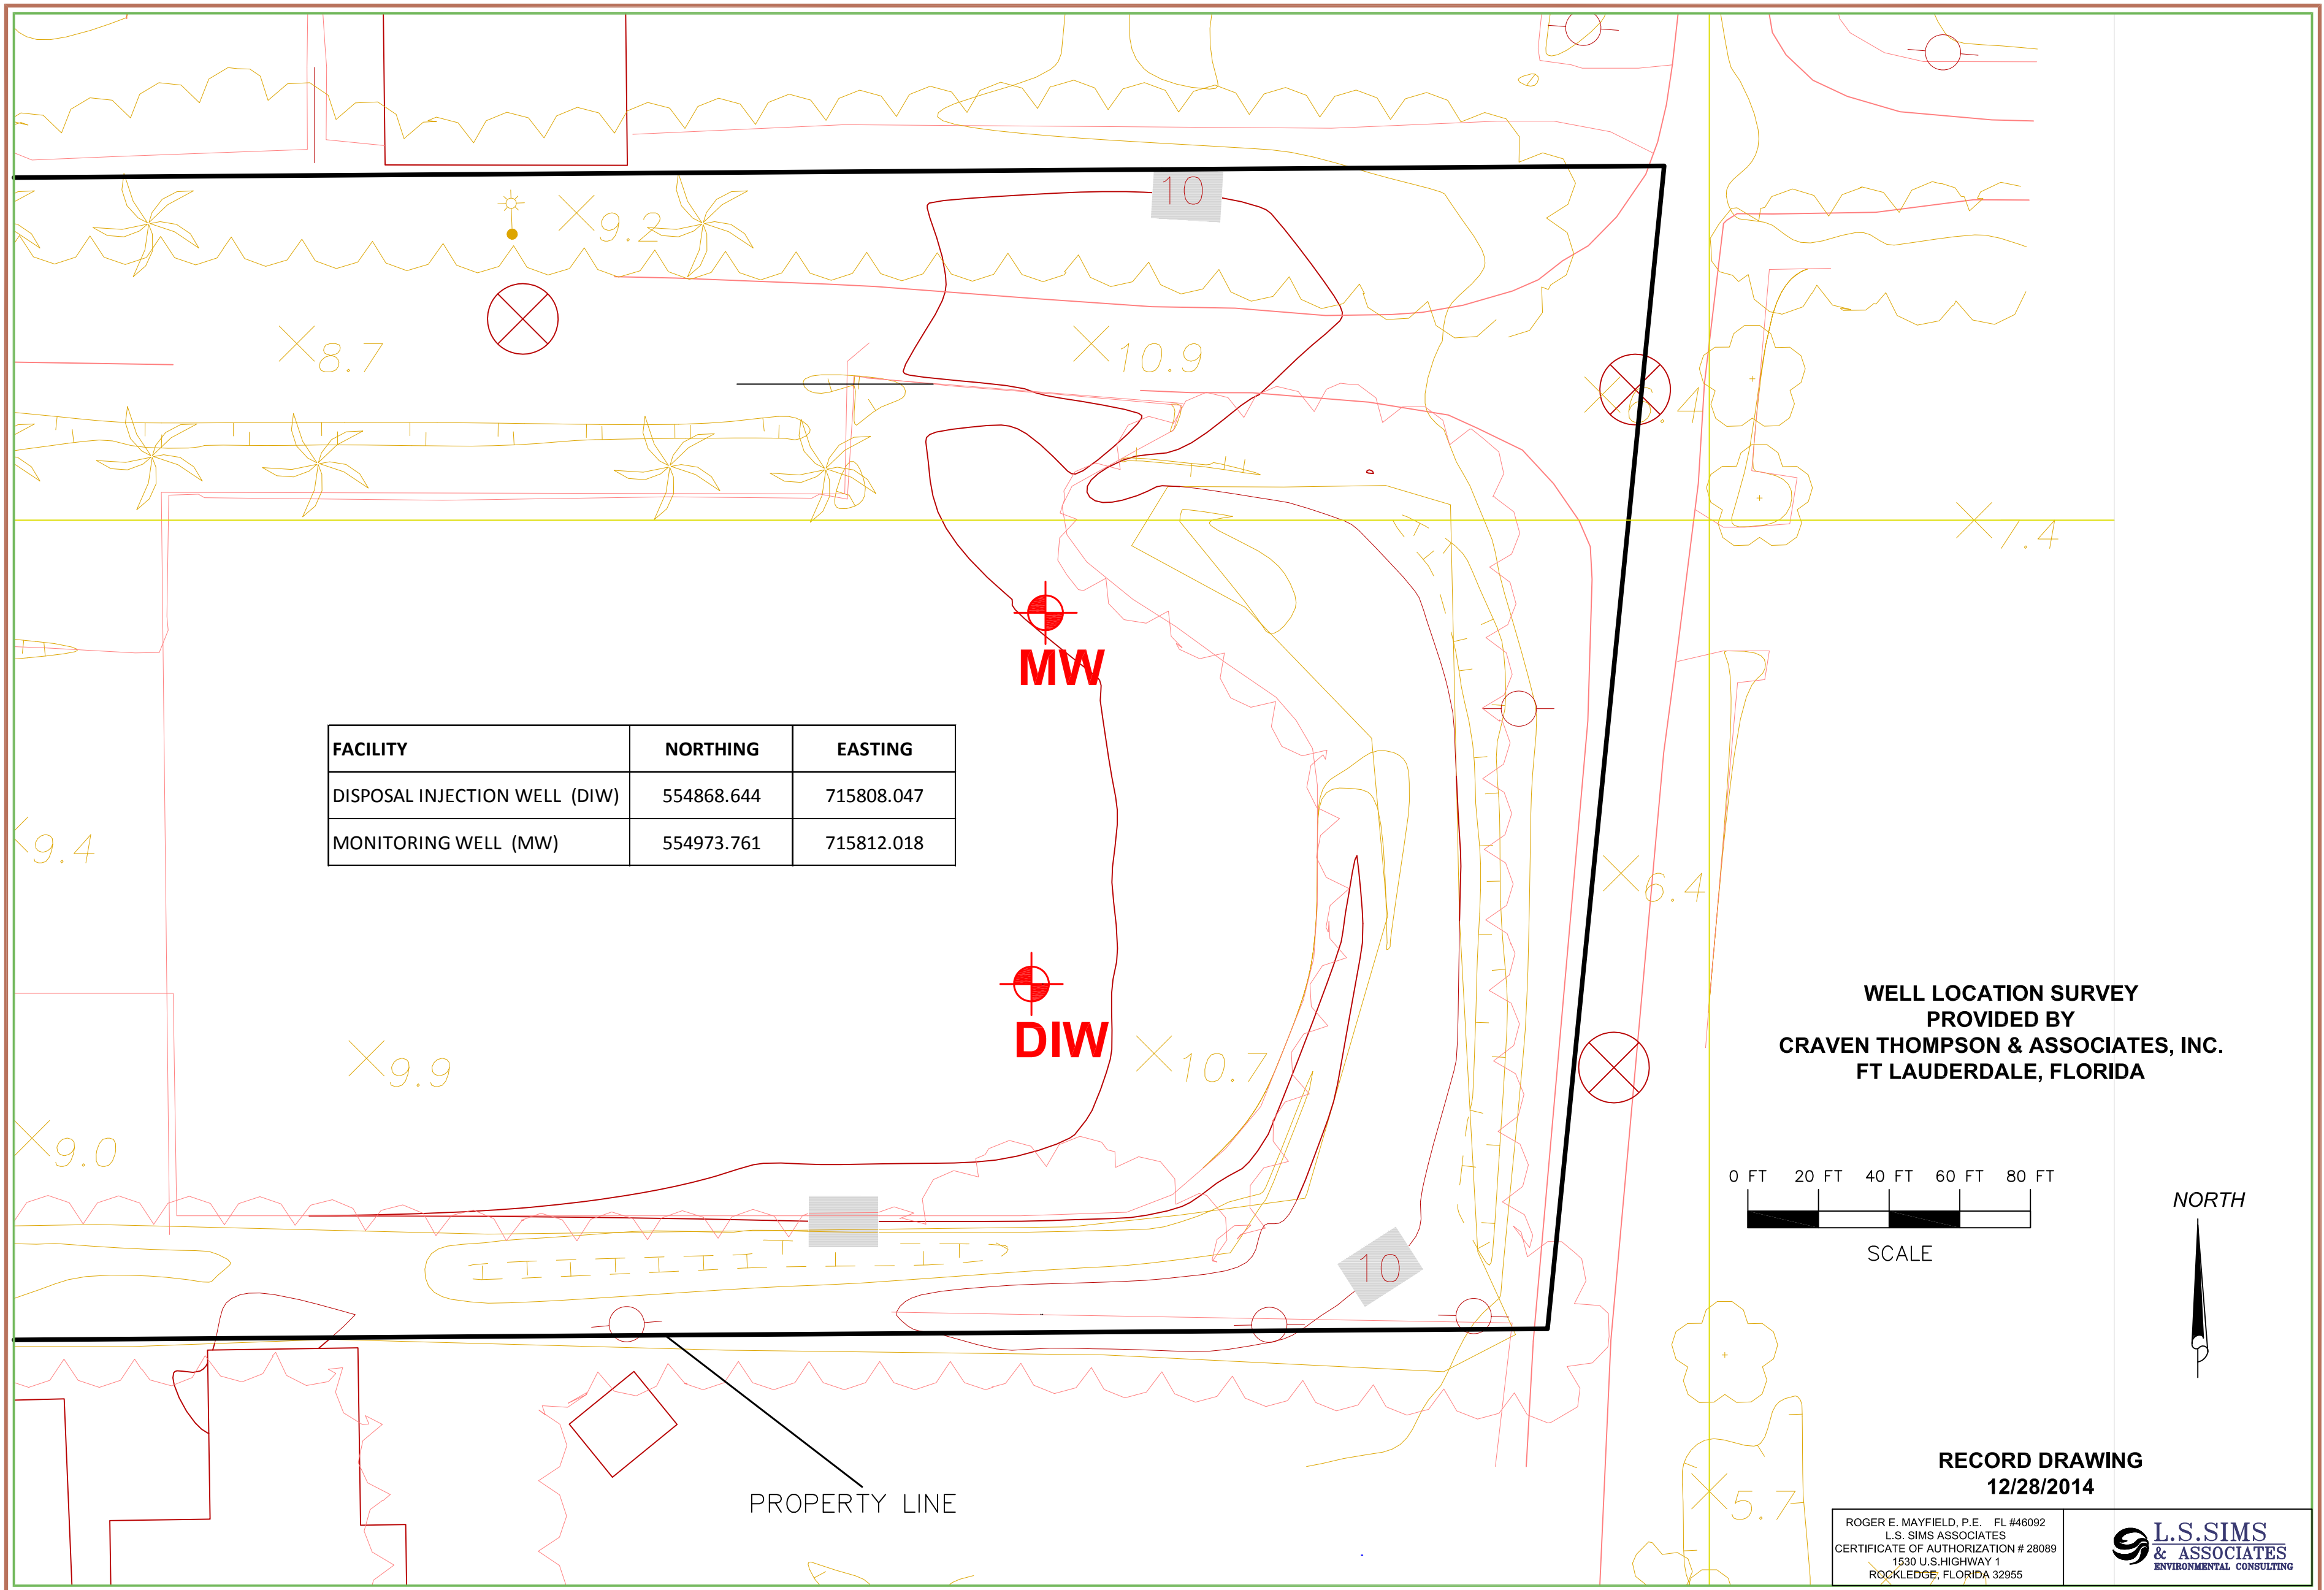 10
9.2
8.7
10.9
6.4
7.4
MW
FACILITY NORTHING EASTING
DISPOSAL INJECTION WELL (DIW) 554868.644 715808.047
MONITORING WELL (MW) 554973.761 715812.018
9.4
6.4
DIW
9.9
10.7
9.0
WELL LOCATION SURVEY
PROVIDED BY
CRAVEN THOMPSON & ASSOCIATES, INC.
FT LAUDERDALE, FLORIDA
0 FT 20 FT 40 FT 60 FT 80 FT
SCALE
NORTH
10
PROPERTY LINE
RECORD DRAWING
12/28/2014
5.7
ROGER E. MAYFIELD, P.E. FL #46092
L.S. SIMS ASSOCIATES
CERTIFICATE OF AUTHORIZATION # 28089
1530 U.S.HIGHWAY 1
ROCKLEDGE, FLORIDA 32955
L.S.SIMS
& ASSOCIATES
ENVIRONMENTAL CONSULTING